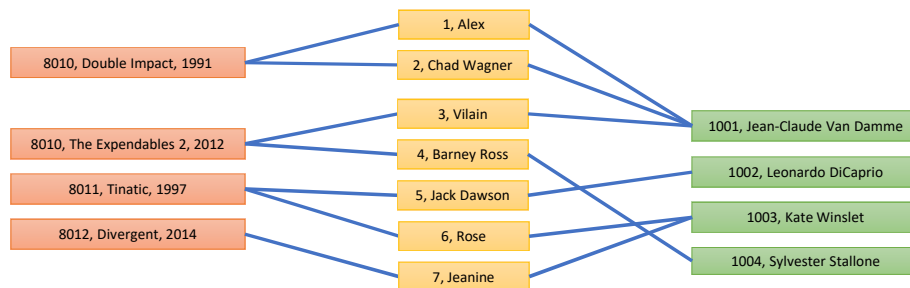 8010, Double Impact, 1991
8010, The Expendables 2, 2012
8011, Tinatic, 1997
8012, Divergent, 2014
1, Alex
2, Chad Wagner
3, Vilain
4, Barney Ross
5, Jack Dawson
6, Rose
7, Jeanine
1001, Jean-Claude Van Damme
1002, Leonardo DiCaprio
1003, Kate Winslet
1004, Sylvester Stallone